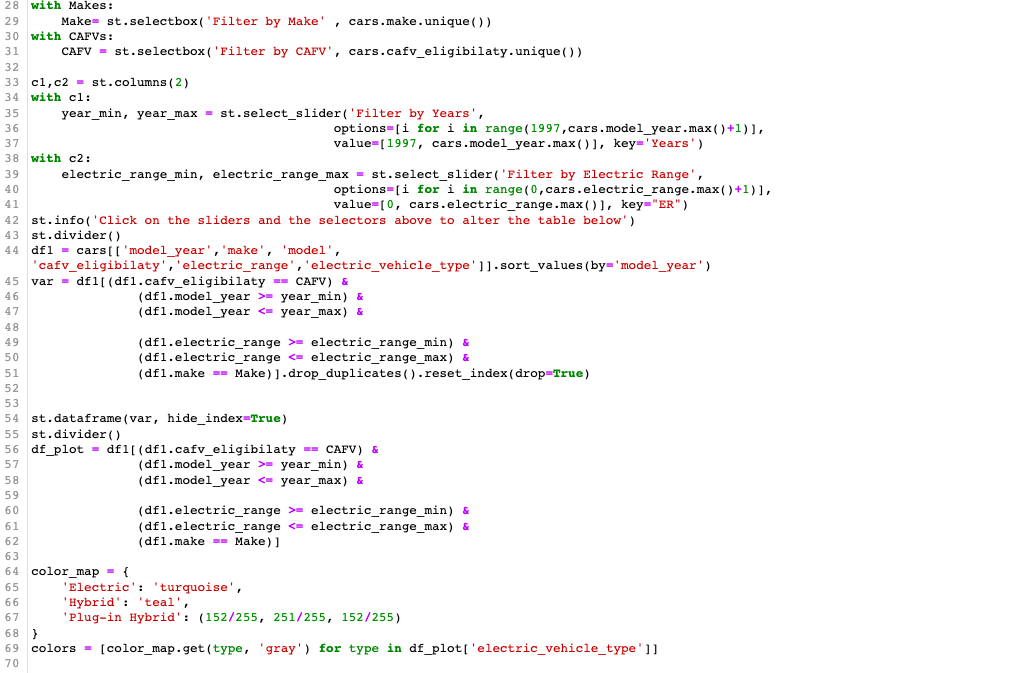 28 with Makes:
29     Make= st.selectbox('Filter by Make' , cars.make.unique())
30 with CAFVs:
31     CAFV = st.selectbox('Filter by CAFV', cars.cafv_eligibilaty.unique())
32
33 c1,c2 = st.columns(2)
34 with c1:
35     year_min, year_max = st.select_slider('Filter by Years',
36                                         options=[i for i in range(1997,cars.model_year.max()+1)],
37                                         value=[1997, cars.model_year.max()], key='Years')
38 with c2:
39     electric_range_min, electric_range_max = st.select_slider('Filter by Electric Range',
40                                         options=[i for i in range(0,cars.electric_range.max()+1)],
41                                         value=[0, cars.electric_range.max()], key="ER")
42 st.info('Click on the sliders and the selectors above to alter the table below')
43 st.divider()
44 df1 = cars[['model_year','make', 'model',
'cafv_eligibilaty','electric_range','electric_vehicle_type']].sort_values(by='model_year')
45 var = df1[(df1.cafv_eligibilaty == CAFV) &
46               (df1.model_year >= year_min) &
47               (df1.model_year <= year_max) &
48
49               (df1.electric_range >= electric_range_min) &
50               (df1.electric_range <= electric_range_max) &
51               (df1.make == Make)].drop_duplicates().reset_index(drop=True)
52
53
54 st.dataframe(var, hide_index=True)
55 st.divider()
56 df_plot = df1[(df1.cafv_eligibilaty == CAFV) &
57               (df1.model_year >= year_min) &
58               (df1.model_year <= year_max) &
59
60               (df1.electric_range >= electric_range_min) &
61               (df1.electric_range <= electric_range_max) &
62               (df1.make == Make)]
63
64 color_map = {
65     'Electric': 'turquoise',
66     'Hybrid': 'teal',
67     'Plug-in Hybrid': (152/255, 251/255, 152/255)
68 }
69 colors = [color_map.get(type, 'gray') for type in df_plot['electric_vehicle_type']]
70